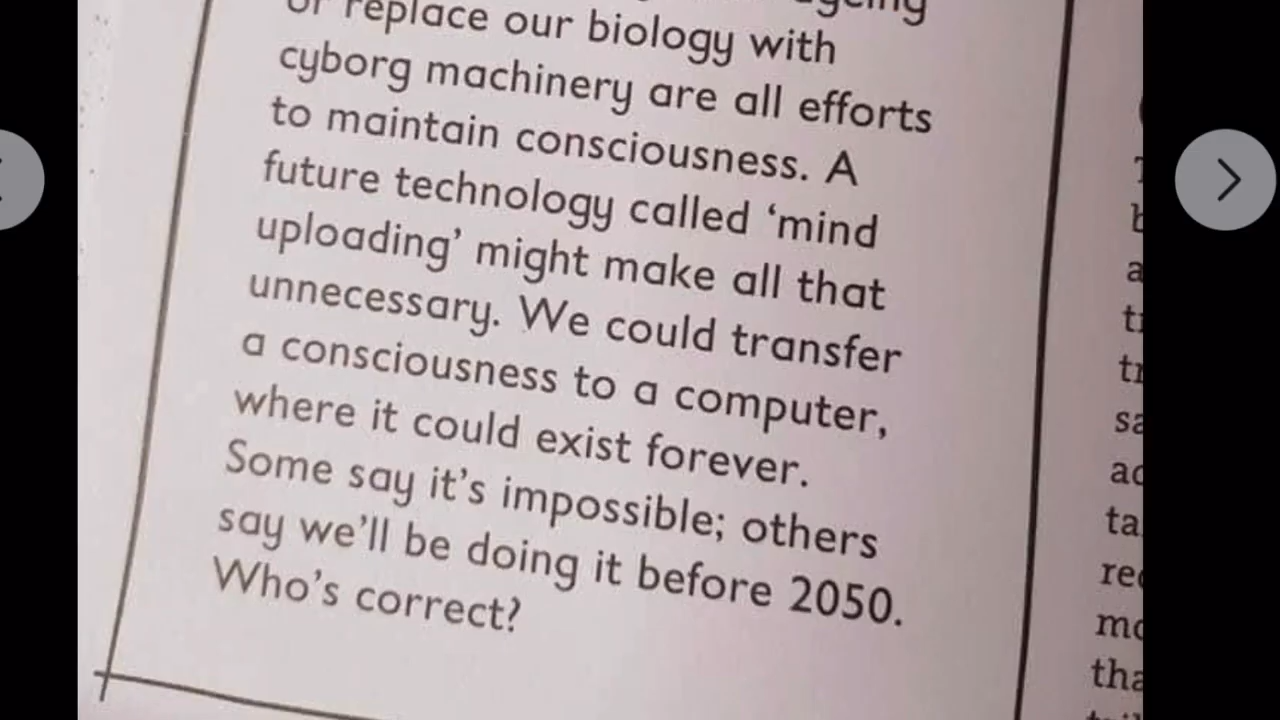 ageing
or replace our biology with
cyborg machinery are all efforts
to maintain consciousness. A
future technology called ‘mind
uploading’ might make all that
unnecessary. We could transfer
a consciousness to a computer,
where it could exist forever.
Some say it’s impossible; others
say we’ll be doing it before 2050.
Who’s correct?